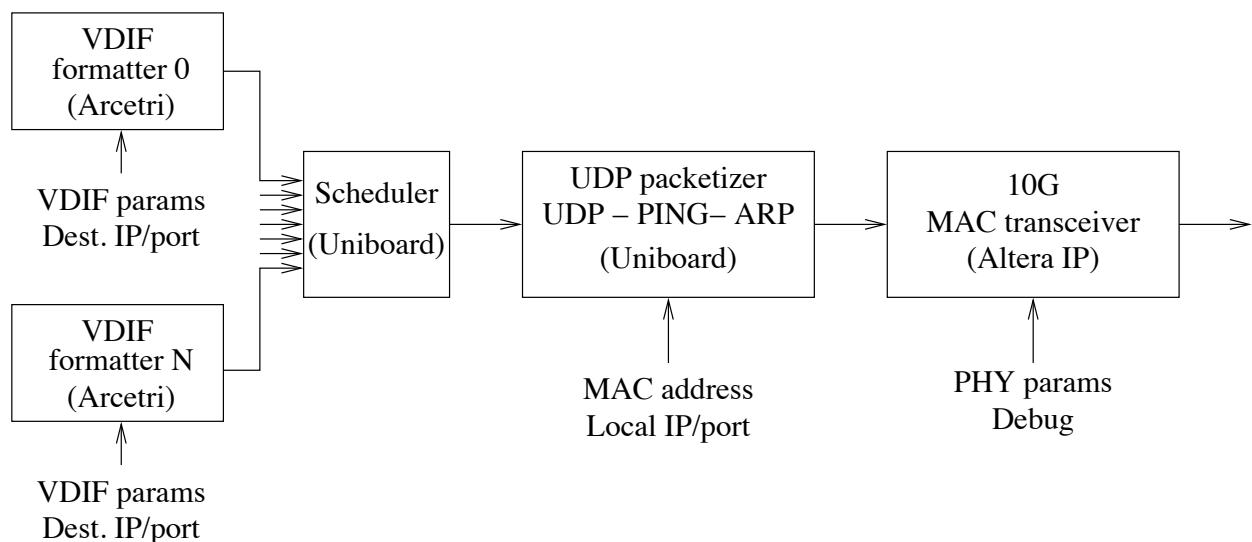 VDIF
formatter 0
(Arcetri)
VDIF params
Dest. IP/port
VDIF
formatter N
(Arcetri)
VDIF params
Dest. IP/port
Scheduler
(Uniboard)
UDP packetizer
UDP – PING– ARP
(Uniboard)
MAC address
Local IP/port
10G
MAC transceiver
(Altera IP)
PHY params
Debug